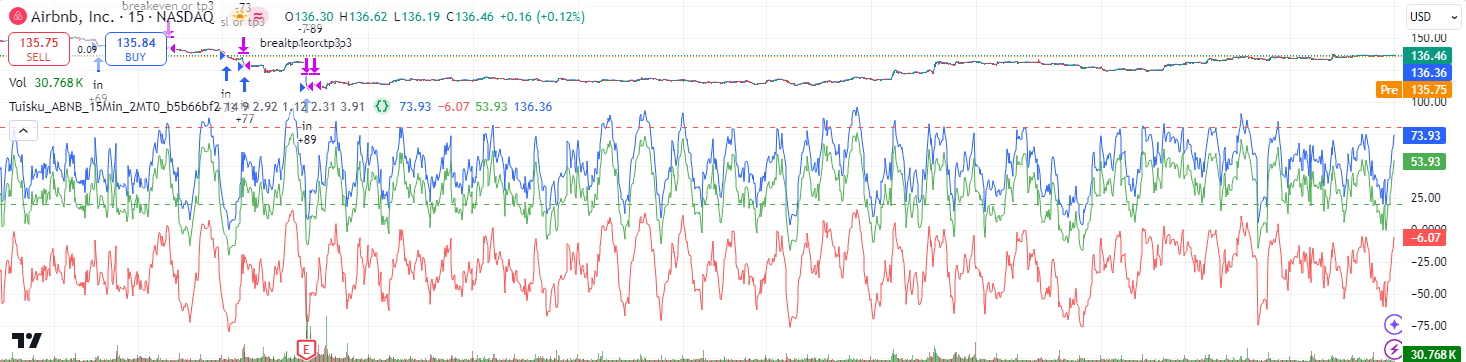 breakeven or tp3
-73
Airbnb, Inc. · 15 · NASDAQ
O136.30 H136.62 L136.19 C136.46 +0.16 (+0.12%)
USD
sl or tp3
-789
135.75
SELL
0.09
135.84
BUY
150.00
136.46
136.36
Pre
135.75
Vol 30.768 K
in
+69
in
100.00
Tuisku_ABNB_15Min_2MT0_b5b66bf2 14 9 2.92 1.12 2.31 3.91
73.93 −6.07 53.93 136.36
+77
in
+89
73.93
53.93
25.00
0.0000
−6.07
−25.00
−50.00
−75.00
E
30.768 K